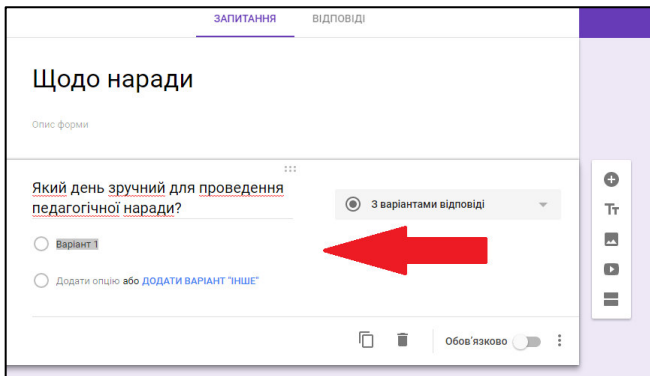 ЗАПИТАННЯ ВІДПОВІДІ
Щодо наради
Опис форми
Який день зручний для проведення
педагогічної наради?
З варіантами відповіді
Варіант 1
Додати опцію або ДОДАТИ ВАРІАНТ "ІНШЕ"
Tт
Обов'язково